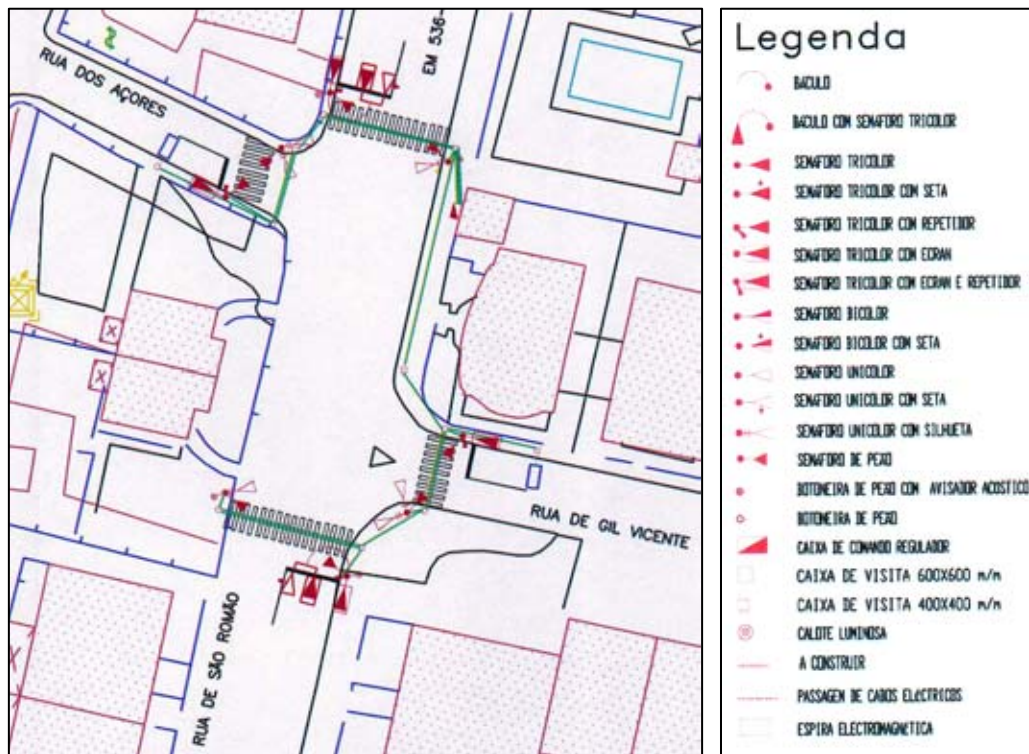 RUA DOS AÇORES
EM 536-
RUA DE GIL VICENTE
RUA DE SÃO ROMÃO
Legenda
BACULO
BACULO COM SEMAFORO TRICOLOR
SEMAFORO TRICOLOR
SEMAFORO TRICOLOR COM SETA
SEMAFORO TRICOLOR COM REPETIDOR
SEMAFORO TRICOLOR COM ECRAN
SEMAFORO TRICOLOR COM ECRAN E REPETIDOR
SEMAFORO BICOLOR
SEMAFORO BICOLOR COM SETA
SEMAFORO UNICOLOR
SEMAFORO UNICOLOR COM SETA
SEMAFORO UNICOLOR COM SILHUETA
SEMAFORO DE PEAO
BOTONEIRA DE PEAO COM AVISADOR ACOSTICO
BOTONEIRA DE PEAO
CAIXA DE COMANDO REGULADOR
CAIXA DE VISITA 600X600 m/m
CAIXA DE VISITA 400X400 m/m
CALOTE LUMINOSA
A CONSTRUIR
PASSAGEM DE CABOS ELECTRICOS
ESPIRA ELECTROMAGNETICA